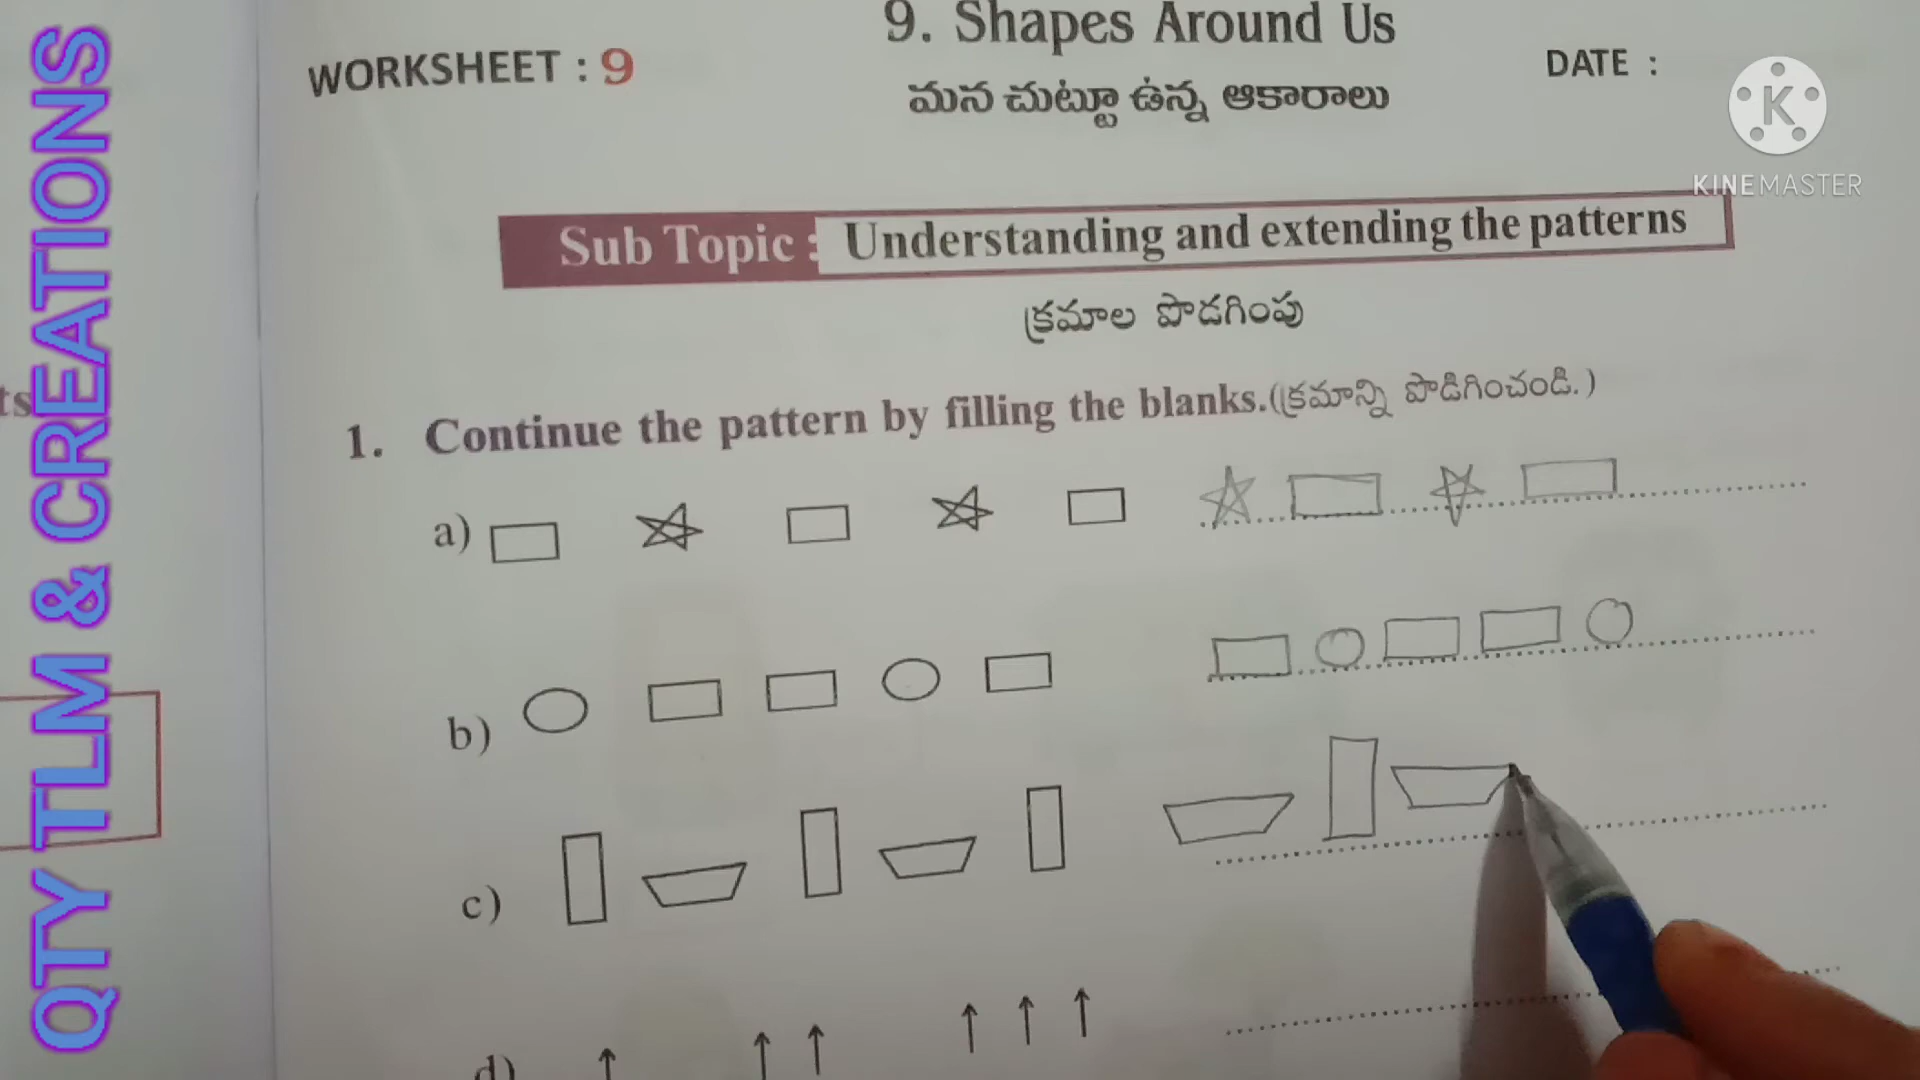 9. Shapes Around Us
WORKSHEET : 9
DATE :
మన చుట్టూ ఉన్న ఆకారాలు
K
KINEMASTER
Sub Topic : Understanding and extending the patterns
క్రమాల పొడగింపు
1. Continue the pattern by filling the blanks.(క్రమాన్ని పొడిగించండి.)
a)
b)
c)
d)
ts
QTY TLM & CREATIONS